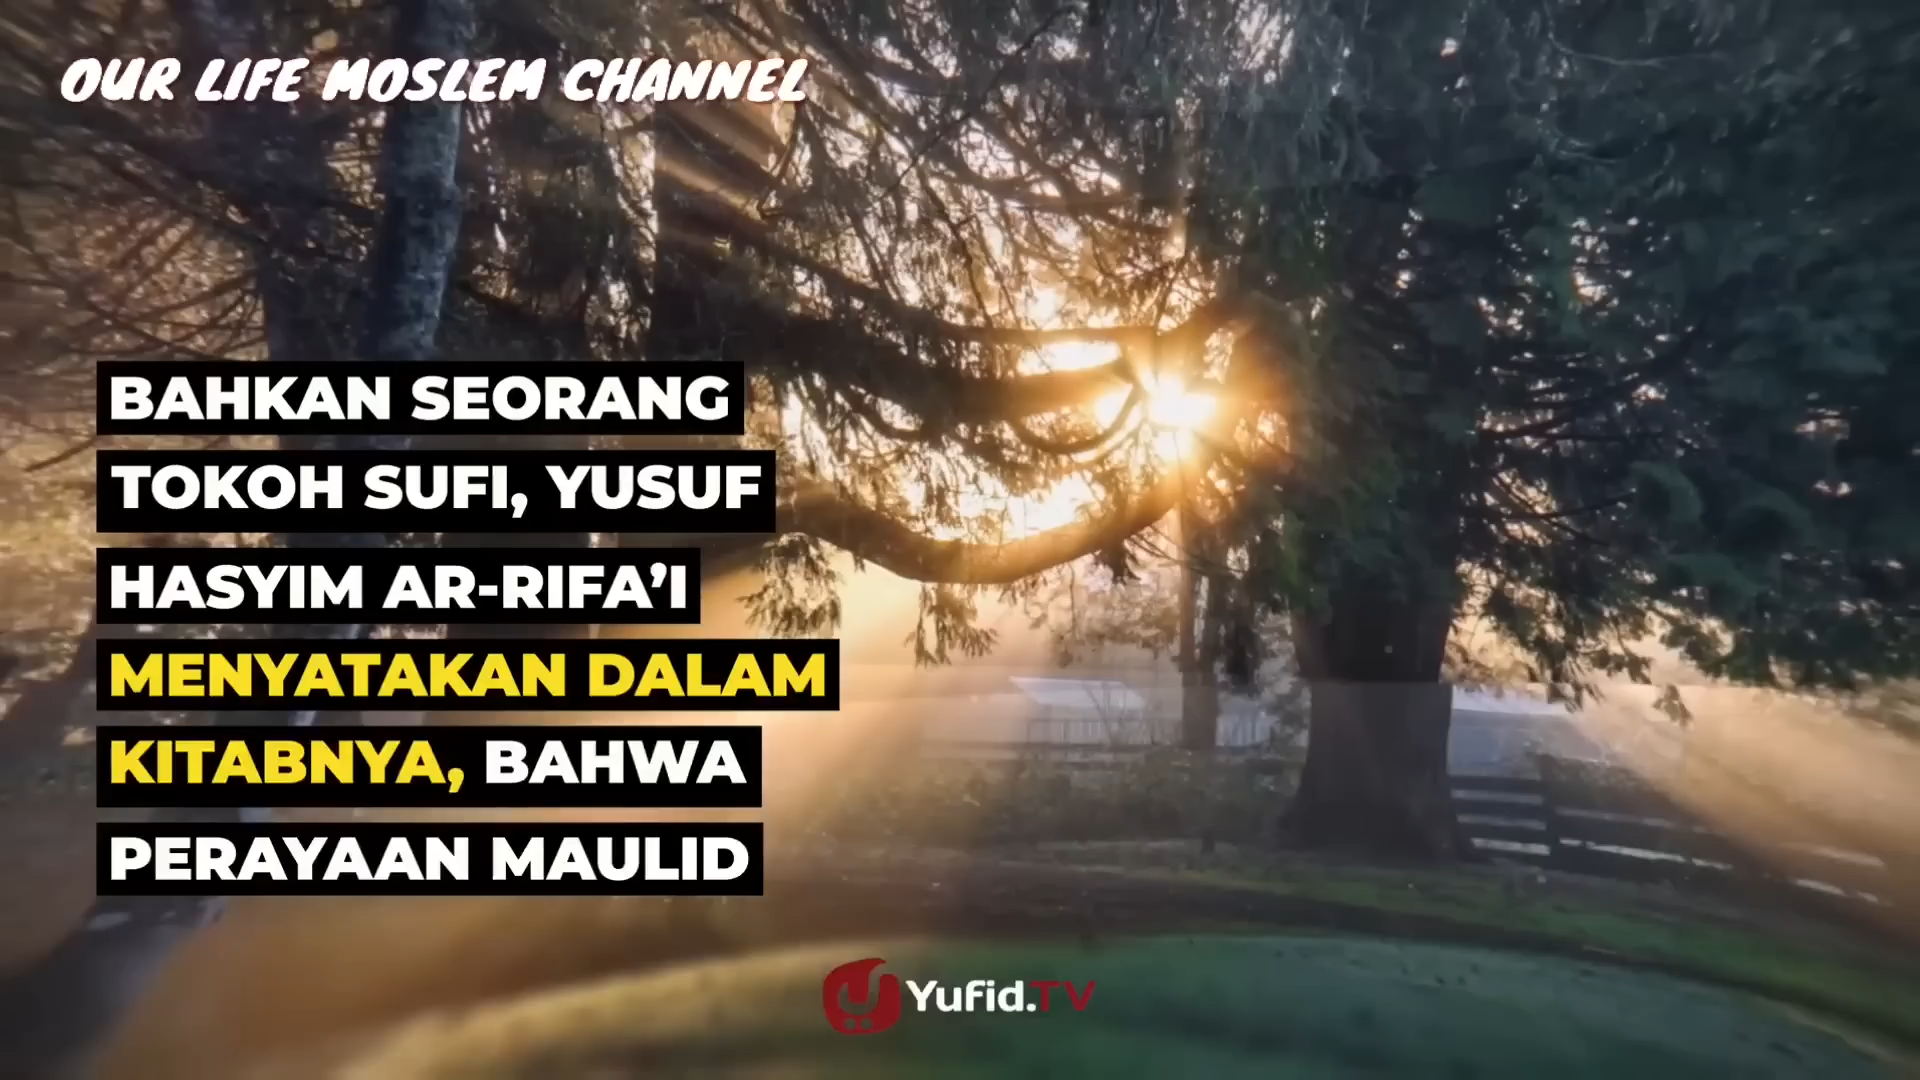 OUR LIFE MOSLEM CHANNEL
BAHKAN SEORANG
TOKOH SUFI, YUSUF
HASYIM AR-RIFA’I
MENYATAKAN DALAM
KITABNYA, BAHWA
PERAYAAN MAULID
Yufid.TV